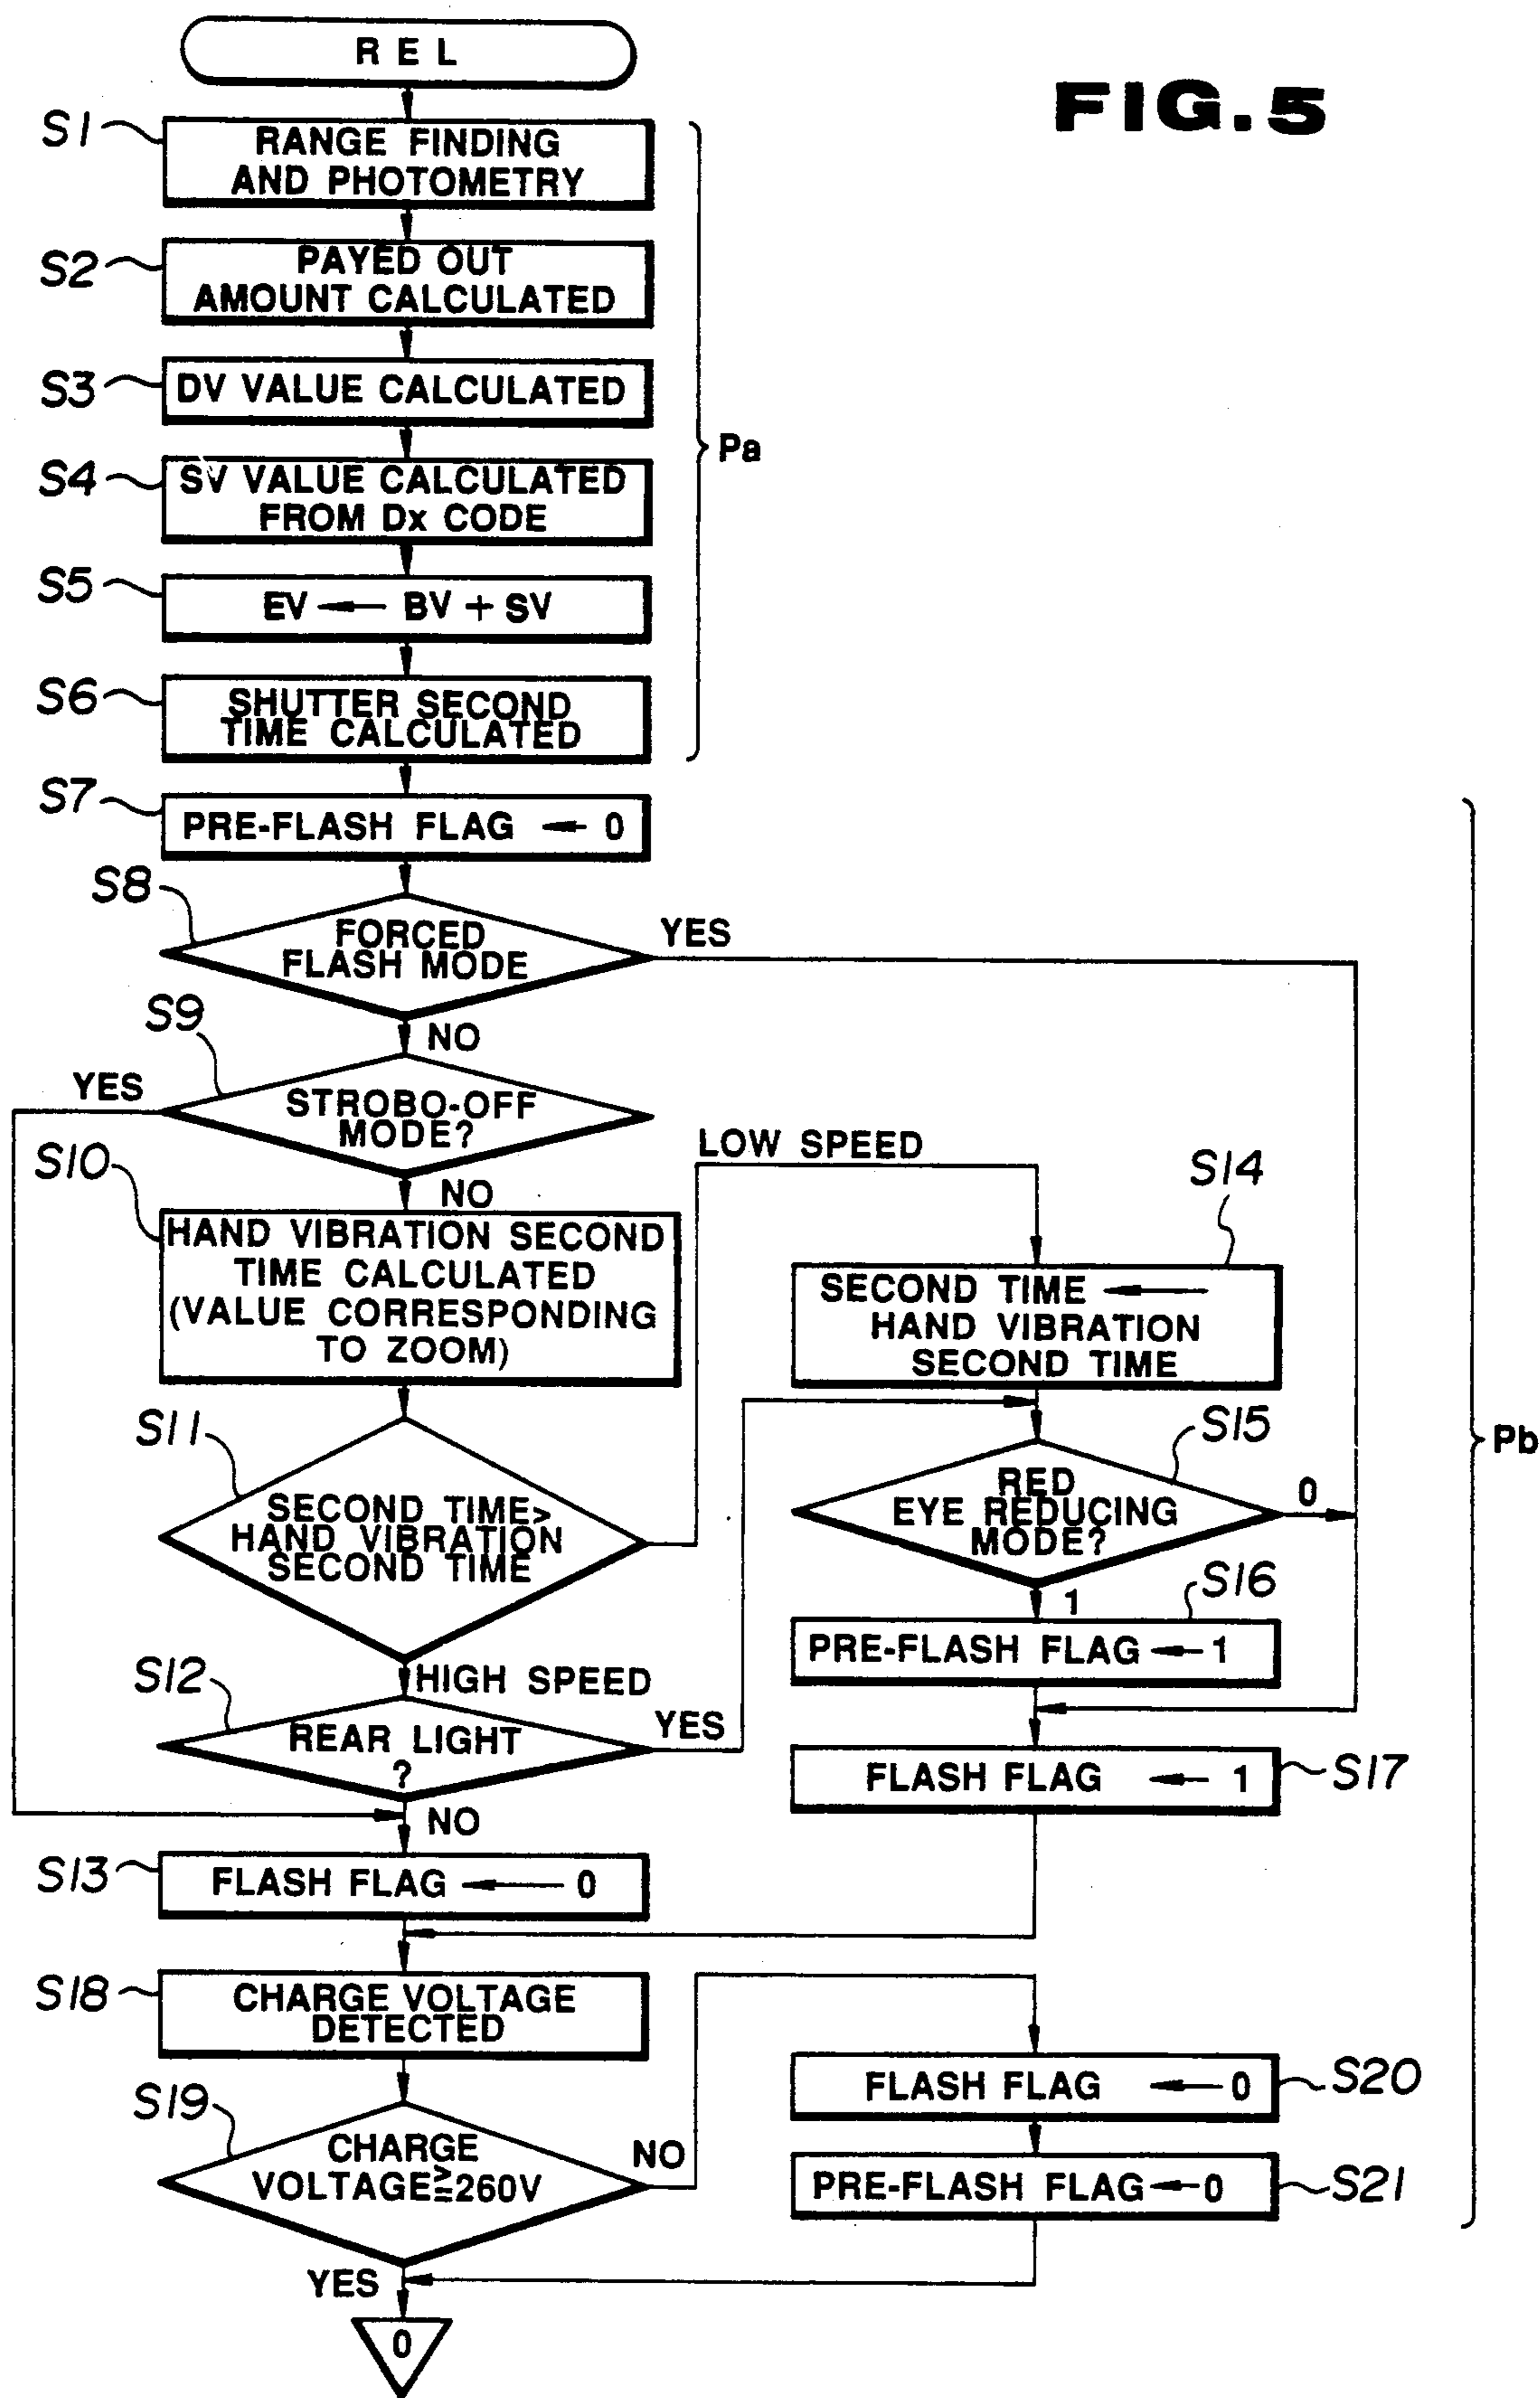 REL
FIG.5
S1
RANGE FINDING
AND PHOTOMETRY
S2
PAYED OUT
AMOUNT CALCULATED
S3
DV VALUE CALCULATED
Pa
S4
SV VALUE CALCULATED
FROM Dx CODE
S5
EV ← BV + SV
S6
SHUTTER SECOND
TIME CALCULATED
S7
PRE-FLASH FLAG ← 0
S8
FORCED
FLASH MODE
YES
NO
S9
YES
STROBO-OFF
MODE?
NO
S10
HAND VIBRATION SECOND
TIME CALCULATED
(VALUE CORRESPONDING
TO ZOOM)
LOW SPEED
S14
SECOND TIME ←
HAND VIBRATION
SECOND TIME
S11
SECOND TIME>
HAND VIBRATION
SECOND TIME
HIGH SPEED
S15
RED
EYE REDUCING
MODE?
0
1
Pb
S16
PRE-FLASH FLAG ← 1
S12
REAR LIGHT
?
YES
NO
S17
FLASH FLAG ← 1
S13
FLASH FLAG ← 0
S18
CHARGE VOLTAGE
DETECTED
S19
CHARGE
VOLTAGE≧260V
NO
YES
S20
FLASH FLAG ← 0
S21
PRE-FLASH FLAG ← 0
0